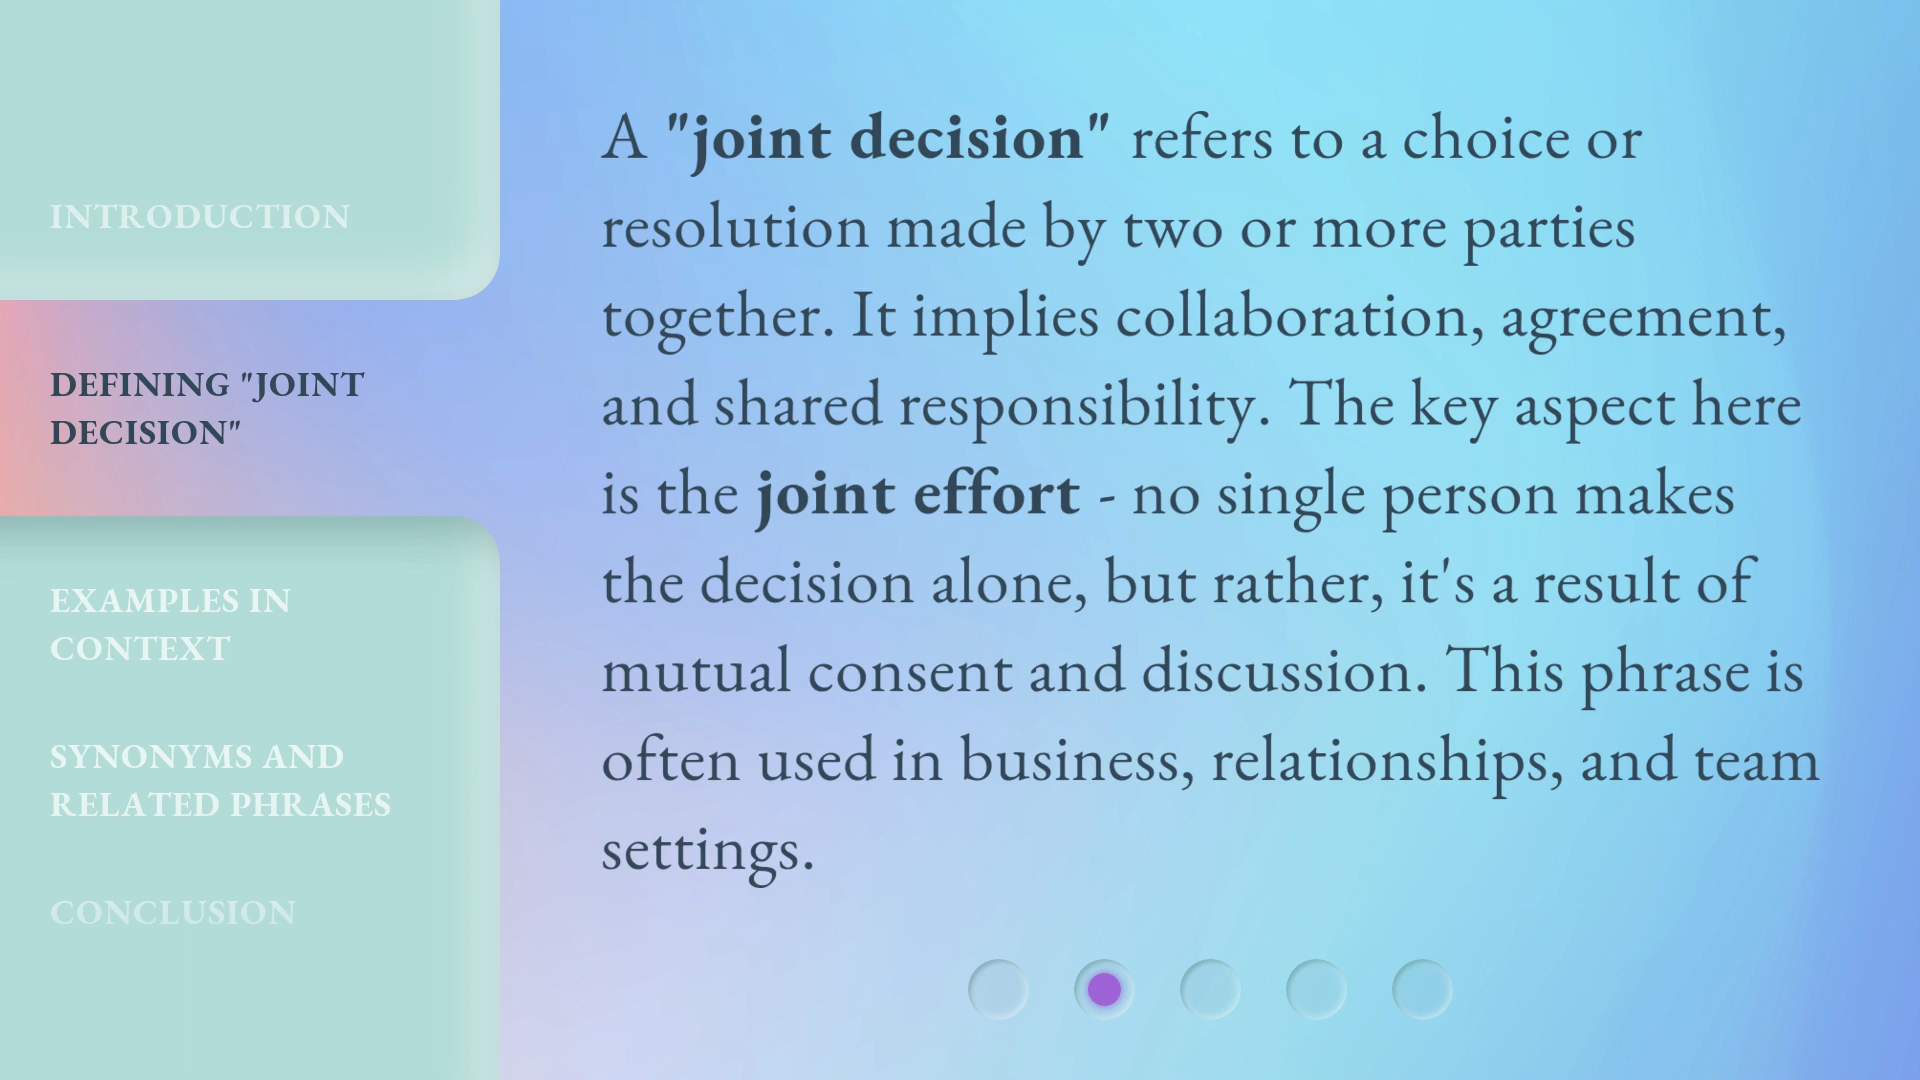 INTRODUCTION
DEFINING "JOINT
DECISION"
EXAMPLES IN
CONTEXT
SYNONYMS AND
RELATED PHRASES
CONCLUSION
A "joint decision" refers to a choice or
resolution made by two or more parties
together. It implies collaboration, agreement,
and shared responsibility. The key aspect here
is the joint effort - no single person makes
the decision alone, but rather, it's a result of
mutual consent and discussion. This phrase is
often used in business, relationships, and team
settings.